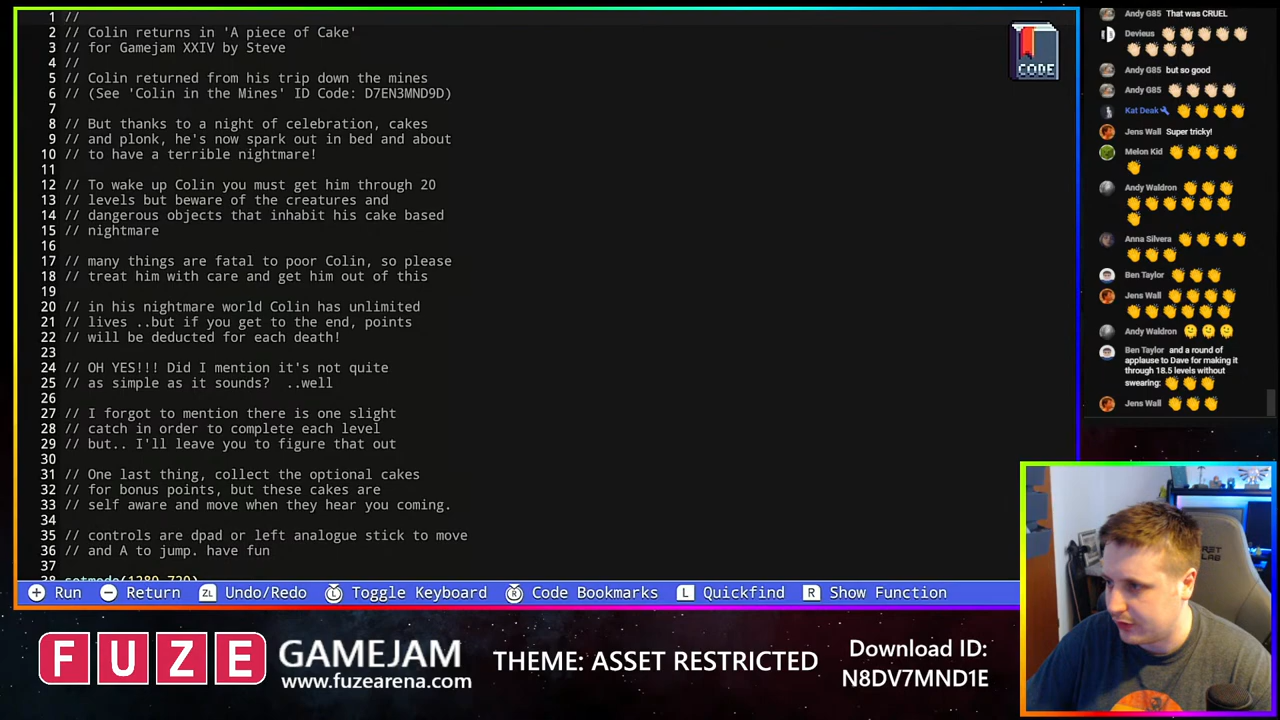 1 //
2 // Colin returns in 'A piece of Cake'
3 // for Gamejam XXIV by Steve
4 //
5 // Colin returned from his trip down the mines
6 // (See 'Colin in the Mines' ID Code: D7EN3MND9D)
7
8 // But thanks to a night of celebration, cakes
9 // and plonk, he's now spark out in bed and about
10 // to have a terrible nightmare!
11
12 // To wake up Colin you must get him through 20
13 // levels but beware of the creatures and
14 // dangerous objects that inhabit his cake based
15 // nightmare
16
17 // many things are fatal to poor Colin, so please
18 // treat him with care and get him out of this
19
20 // in his nightmare world Colin has unlimited
21 // lives ..but if you get to the end, points
22 // will be deducted for each death!
23
24 // OH YES!!! Did I mention it's not quite
25 // as simple as it sounds?  ..well
26
27 // I forgot to mention there is one slight
28 // catch in order to complete each level
29 // but.. I'll leave you to figure that out
30
31 // One last thing, collect the optional cakes
32 // for bonus points, but these cakes are
33 // self aware and move when they hear you coming.
34
35 // controls are dpad or left analogue stick to move
36 // and A to jump. have fun
37
38 setmode(1280,720)
CODE
+ Run - Return ZL Undo/Redo L Toggle Keyboard R Code Bookmarks L Quickfind R Show Function
Andy G85 That was CRUEL
Devieus 👏🏻👏🏻👏🏻👏🏻👏🏻
👏🏻👏🏻👏🏻👏🏻
Andy G85 but so good
Andy G85 👏🏻👏🏻👏🏻👏🏻
Kat Deak 👏👏👏👏
Jens Wall Super tricky!
Melon Kid 👏👏👏👏
👏
Andy Waldron 👏👏👏
👏👏👏👏👏👏
👏
Anna Silvera 👏👏👏👏
👏👏👏
Ben Taylor 👏👏👏
Jens Wall 👏👏👏👏
👏👏👏👏👏👏
Andy Waldron 🫠🫠🫠
Ben Taylor and a round of
applause to Dave for making it
through 18.5 levels without
swearing: 👏👏👏
Jens Wall 👏👏👏
FUZE GAMEJAM
www.fuzearena.com
THEME: ASSET RESTRICTED
Download ID:
N8DV7MND1E